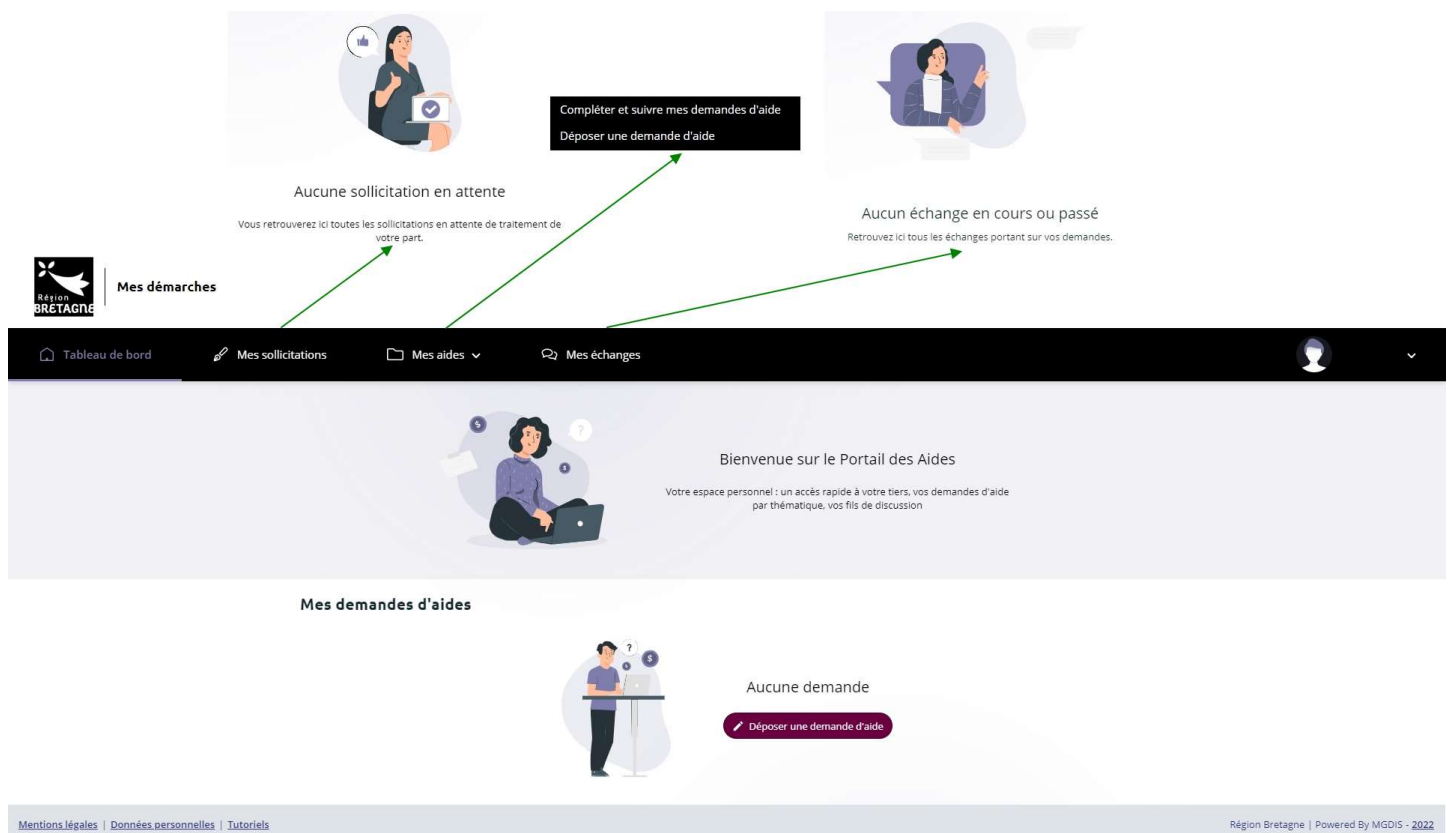 Compléter et suivre mes demandes d'aide
Déposer une demande d'aide
Aucune sollicitation en attente
Vous retrouverez ici toutes les sollicitations en attente de traitement de
votre part.
Aucun échange en cours ou passé
Retrouvez ici tous les échanges portant sur vos demandes.
Région
BRETAGNE
Mes démarches
Tableau de bord
Mes sollicitations
Mes aides
Mes échanges
Bienvenue sur le Portail des Aides
Votre espace personnel : un accès rapide à votre tiers, vos demandes d'aide
par thématique, vos fils de discussion
Mes demandes d'aides
Aucune demande
Déposer une demande d'aide
Mentions légales | Données personnelles | Tutoriels
Région Bretagne | Powered By MGDIS - 2022